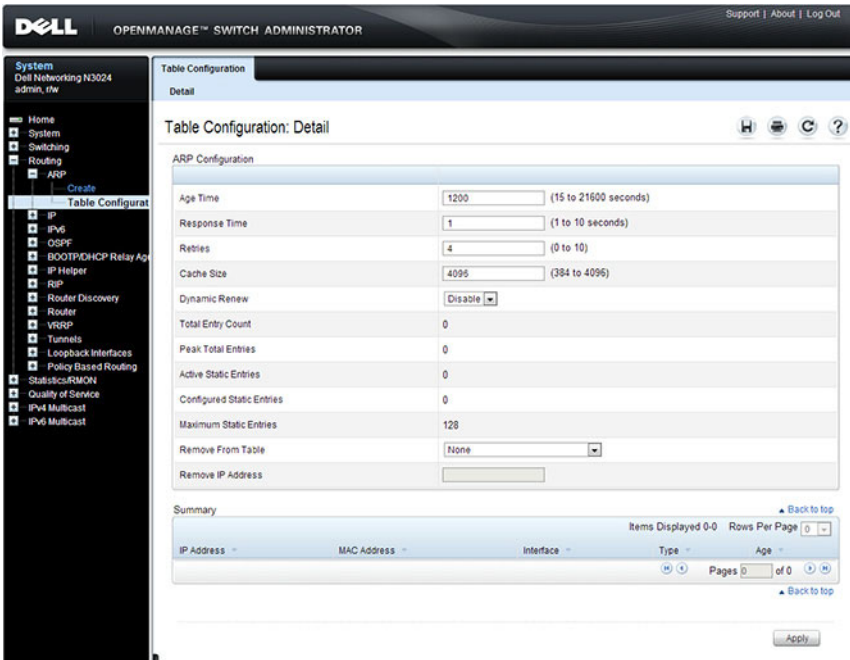 Support | About | Log Out
DELL OPENMANAGE™ SWITCH ADMINISTRATOR
System
Dell Networking N3024
admin, r/w
Home
System
Switching
Routing
ARP
Create
Table Configurat
IP
IPv6
OSPF
BOOTP/DHCP Relay Age
IP Helper
RIP
Router Discovery
Router
VRRP
Tunnels
Loopback Interfaces
Policy Based Routing
Statistics/RMON
Quality of Service
IPv4 Multicast
IPv6 Multicast
Table Configuration
Detail
Table Configuration: Detail
ARP Configuration
Age Time 1200 (15 to 21600 seconds)
Response Time 1 (1 to 10 seconds)
Retries 4 (0 to 10)
Cache Size 4096 (384 to 4096)
Dynamic Renew Disable
Total Entry Count 0
Peak Total Entries 0
Active Static Entries 0
Configured Static Entries 0
Maximum Static Entries 128
Remove From Table None
Remove IP Address
Summary Back to top
Items Displayed 0-0 Rows Per Page 0
IP Address MAC Address Interface Type Age
Pages 0 of 0
Back to top
Apply